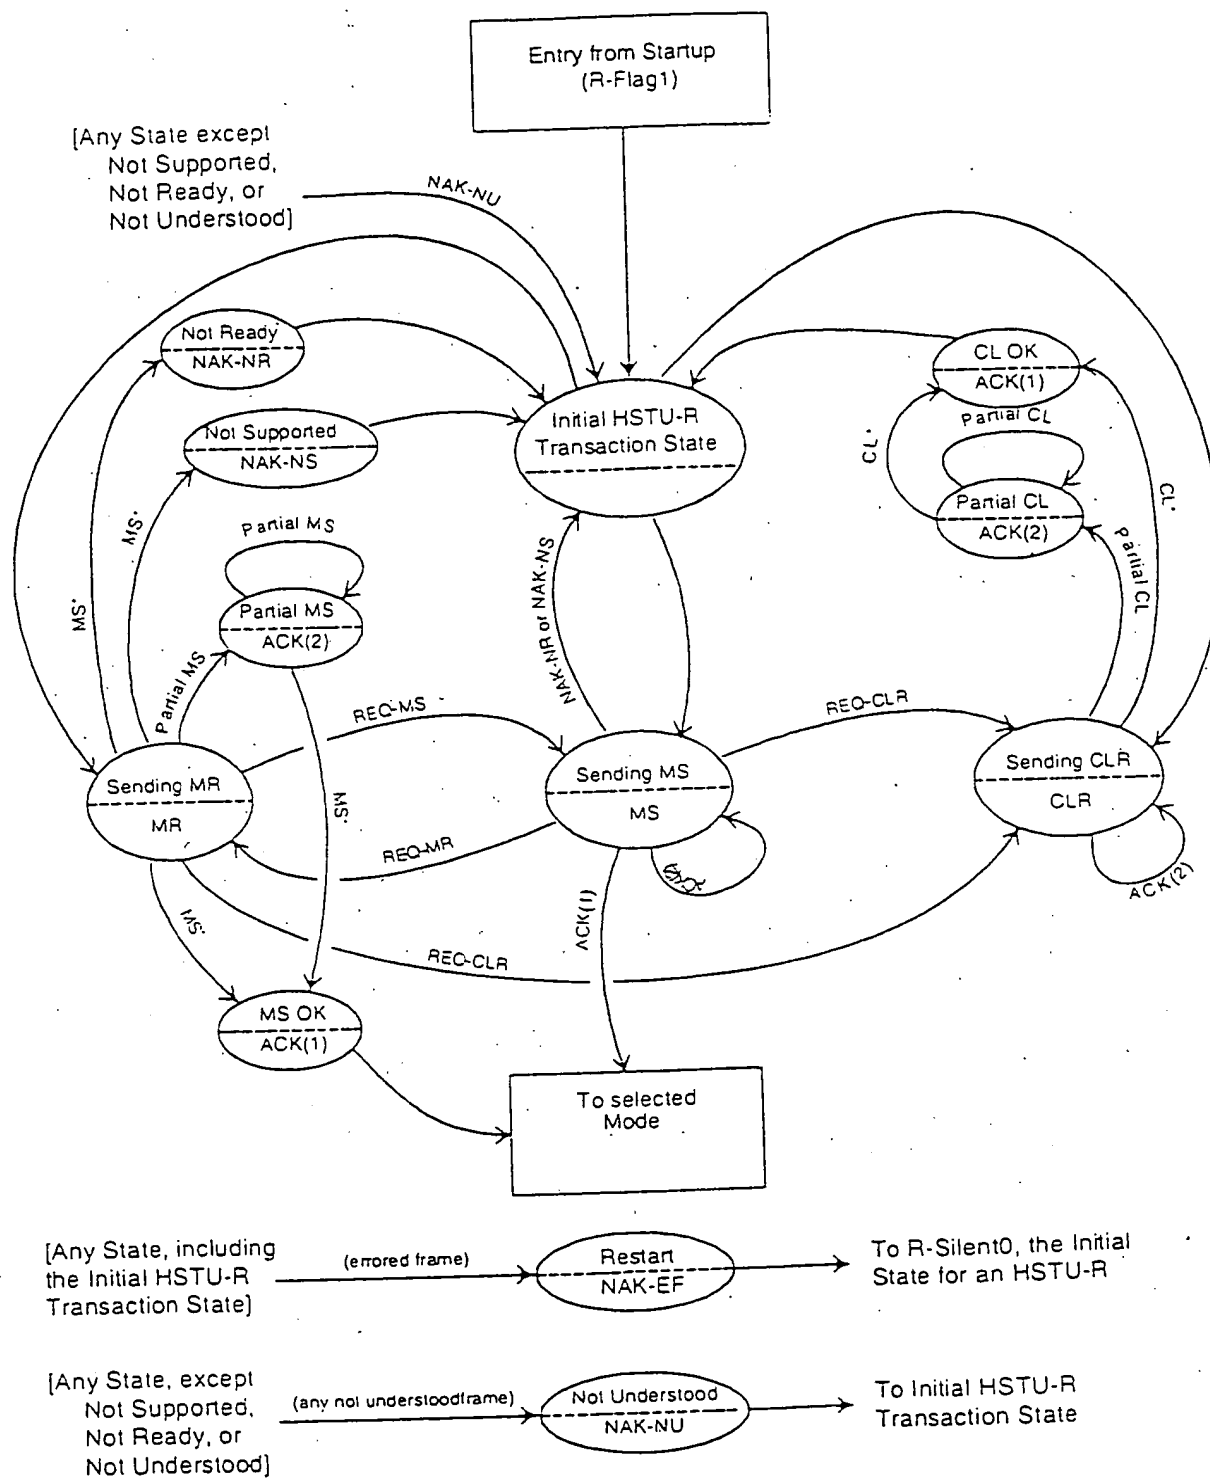 Entry from Startup
(R-Flag1)
[Any State except
Not Supported,
Not Ready, or
Not Understood]
NAK-NU
Not Ready
NAK-NR
CL OK
ACK(1)
Initial HSTU-R
Transaction State
Not Supported
NAK-NS
Partial CL
CL*
Partial CL
ACK(2)
CL*
Partial CL
MS*
MS*
Partial MS
Partial MS
ACK(2)
Partial MS
NAK-NR or NAK-NS
REQ-MS
REQ-CLR
Sending MR
MR
Sending MS
MS
Sending CLR
CLR
MS*
REQ-MR
ACK(2)
MS*
ACK(1)
REQ-CLR
MS OK
ACK(1)
To selected
Mode
[Any State, including
the Initial HSTU-R
Transaction State]
(errored frame)
Restart
NAK-EF
To R-Silent0, the Initial
State for an HSTU-R
[Any State, except
Not Supported,
Not Ready, or
Not Understood]
(any not understoodframe)
Not Understood
NAK-NU
To Initial HSTU-R
Transaction State